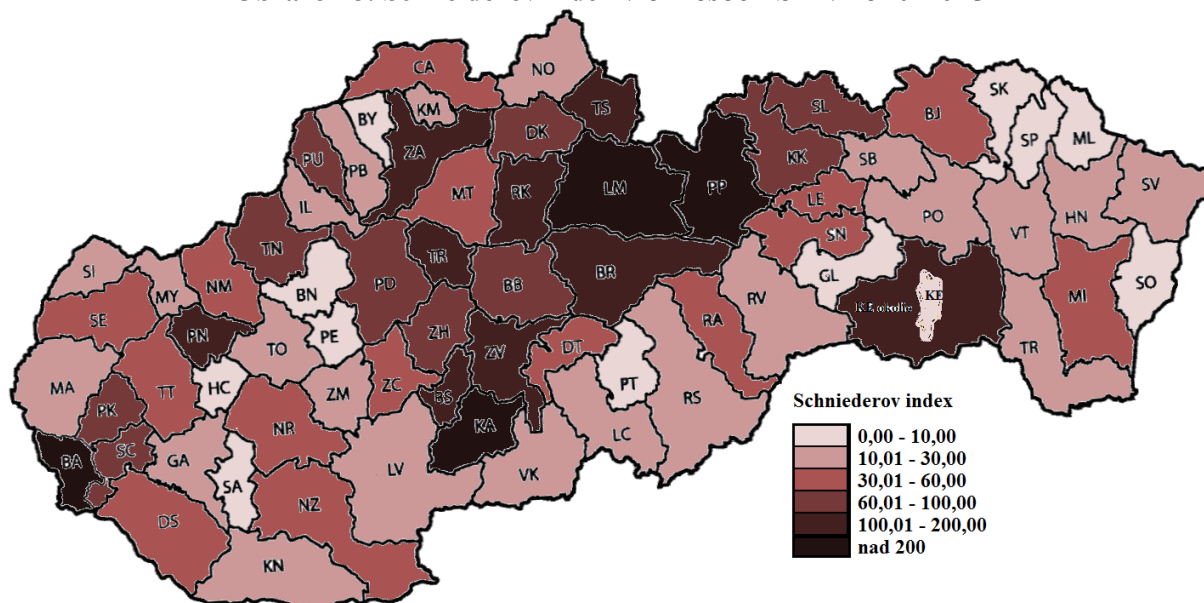 CA
NO
KM
BY
TS
DK
SL
BJ
SK
SP
ML
PU
PB
ZA
KK
SB
SV
IL
MT
RK
LM
PP
LE
PO
HN
VT
TN
TR
SN
GL
SI
MY
NM
BN
PD
BB
BR
RV
KE okolie
KE
MI
SO
SE
PN
TO
PE
ZH
ZV
DT
RA
TR
MA
TT
HC
ZM
ZC
BS
PT
RS
PK
SC
NR
KA
LC
BA
GA
SA
LV
VK
DS
NZ
KN
Schniederov index
0,00 - 10,00
10,01 - 30,00
30,01 - 60,00
60,01 - 100,00
100,01 - 200,00
nad 200